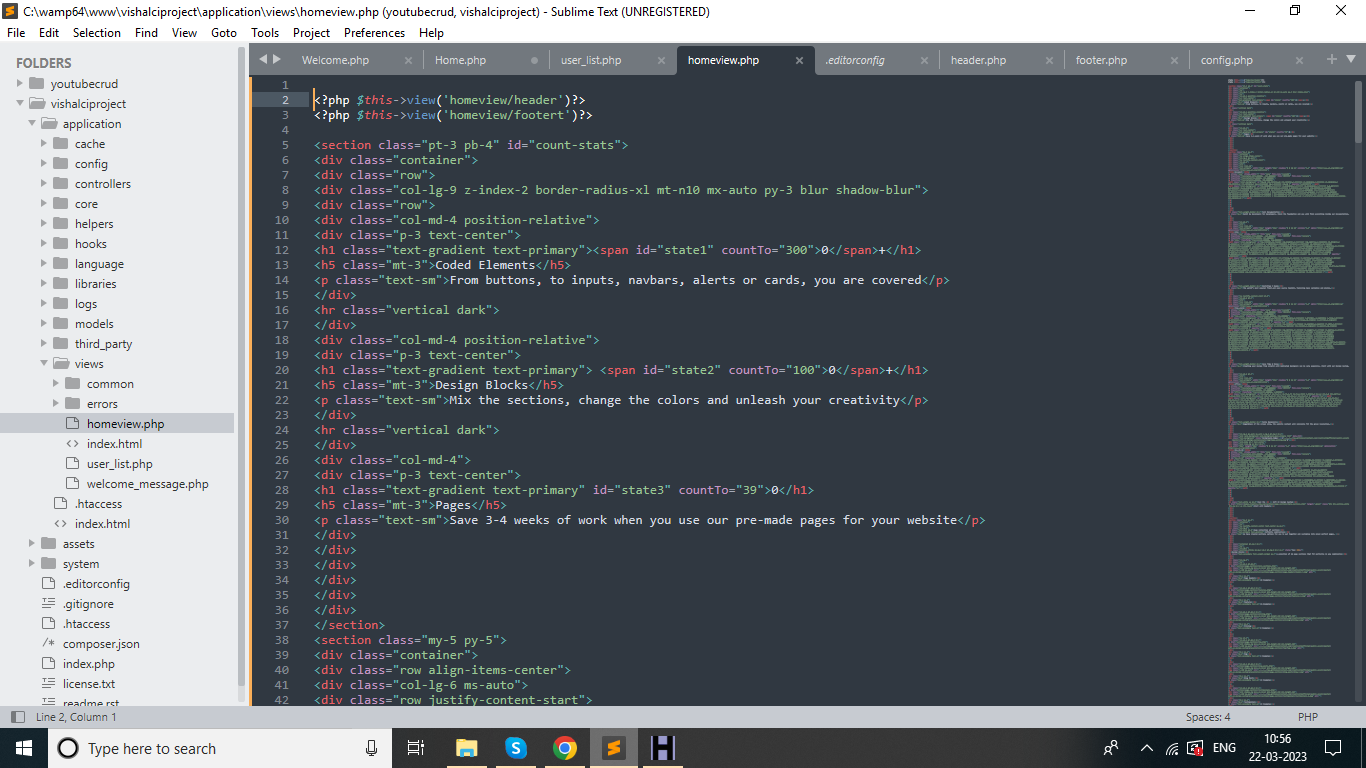 C:\wamp64\www\vishalciproject\application\views\homeview.php (youtubecrud, vishalciproject) - Sublime Text (UNREGISTERED)
File Edit Selection Find View Goto Tools Project Preferences Help
FOLDERS
youtubecrud
vishalciproject
application
cache
config
controllers
core
helpers
hooks
language
libraries
logs
models
third_party
views
common
errors
homeview.php
index.html
user_list.php
welcome_message.php
.htaccess
index.html
assets
system
.editorconfig
.gitignore
.htaccess
composer.json
index.php
license.txt
readme.rst
Welcome.php Home.php user_list.php homeview.php .editorconfig header.php footer.php config.php
1
2 <?php $this->view('homeview/header')?>
3 <?php $this->view('homeview/footert')?>
4
5 <section class="pt-3 pb-4" id="count-stats">
6 <div class="container">
7 <div class="row">
8 <div class="col-lg-9 z-index-2 border-radius-xl mt-n10 mx-auto py-3 blur shadow-blur">
9 <div class="row">
10 <div class="col-md-4 position-relative">
11 <div class="p-3 text-center">
12 <h1 class="text-gradient text-primary"><span id="state1" countTo="300">0</span>+</h1>
13 <h5 class="mt-3">Coded Elements</h5>
14 <p class="text-sm">From buttons, to inputs, navbars, alerts or cards, you are covered</p>
15 </div>
16 <hr class="vertical dark">
17 </div>
18 <div class="col-md-4 position-relative">
19 <div class="p-3 text-center">
20 <h1 class="text-gradient text-primary"> <span id="state2" countTo="100">0</span>+</h1>
21 <h5 class="mt-3">Design Blocks</h5>
22 <p class="text-sm">Mix the sections, change the colors and unleash your creativity</p>
23 </div>
24 <hr class="vertical dark">
25 </div>
26 <div class="col-md-4">
27 <div class="p-3 text-center">
28 <h1 class="text-gradient text-primary" id="state3" countTo="39">0</h1>
29 <h5 class="mt-3">Pages</h5>
30 <p class="text-sm">Save 3-4 weeks of work when you use our pre-made pages for your website</p>
31 </div>
32 </div>
33 </div>
34 </div>
35 </div>
36 </div>
37 </section>
38 <section class="my-5 py-5">
39 <div class="container">
40 <div class="row align-items-center">
41 <div class="col-lg-6 ms-auto">
42 <div class="row justify-content-start">
Line 2, Column 1
Spaces: 4 PHP
Type here to search
ENG
10:56
22-03-2023